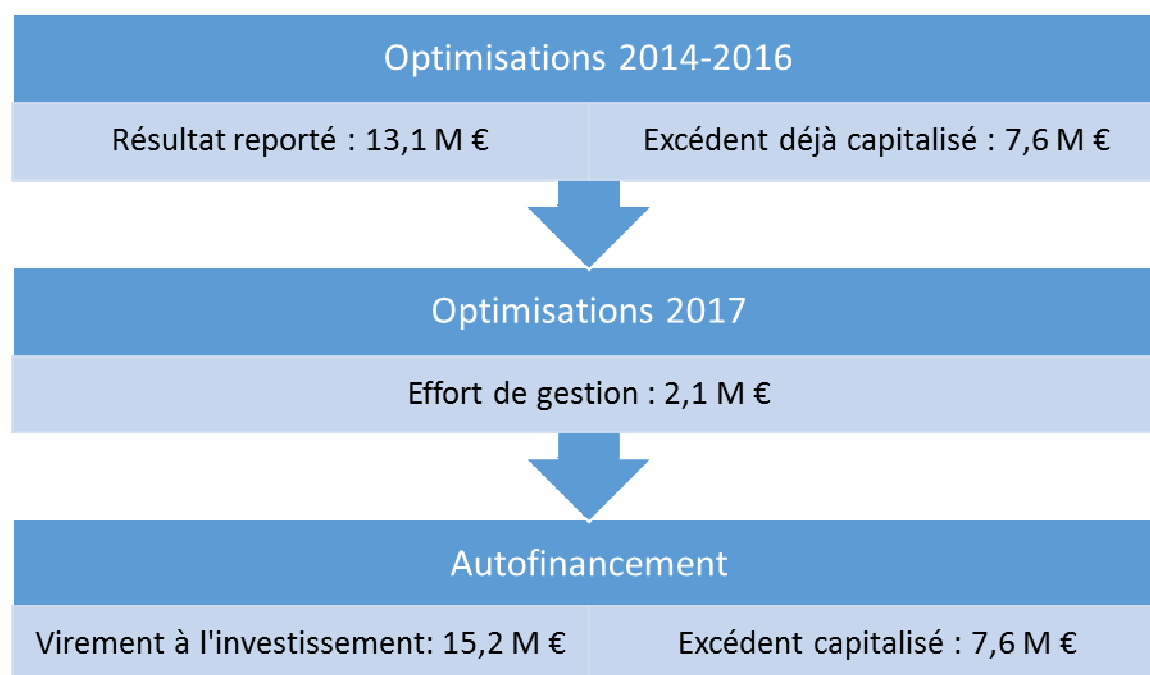 Optimisations 2014-2016
Résultat reporté : 13,1 M €
Excédent déjà capitalisé : 7,6 M €
Optimisations 2017
Effort de gestion : 2,1 M €
Autofinancement
Virement à l'investissement: 15,2 M €
Excédent capitalisé : 7,6 M €